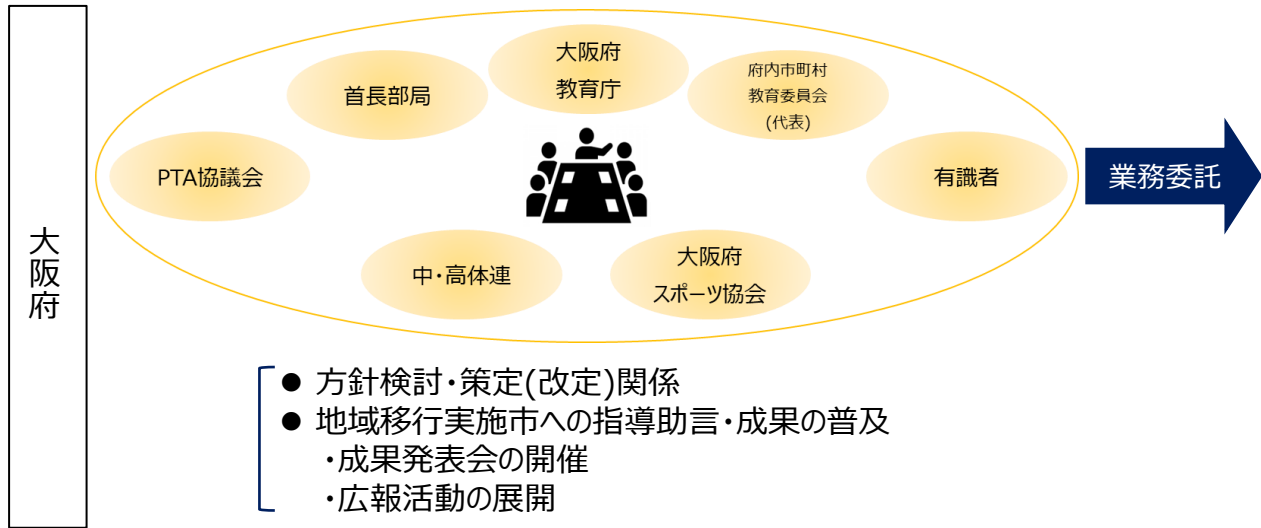 大阪府
首長部局
大阪府
教育庁
府内市町村
教育委員会
(代表)
PTA協議会
有識者
業務委託
中・高体連
大阪府
スポーツ協会
● 方針検討・策定(改定)関係
● 地域移行実施市への指導助言・成果の普及
・成果発表会の開催
・広報活動の展開